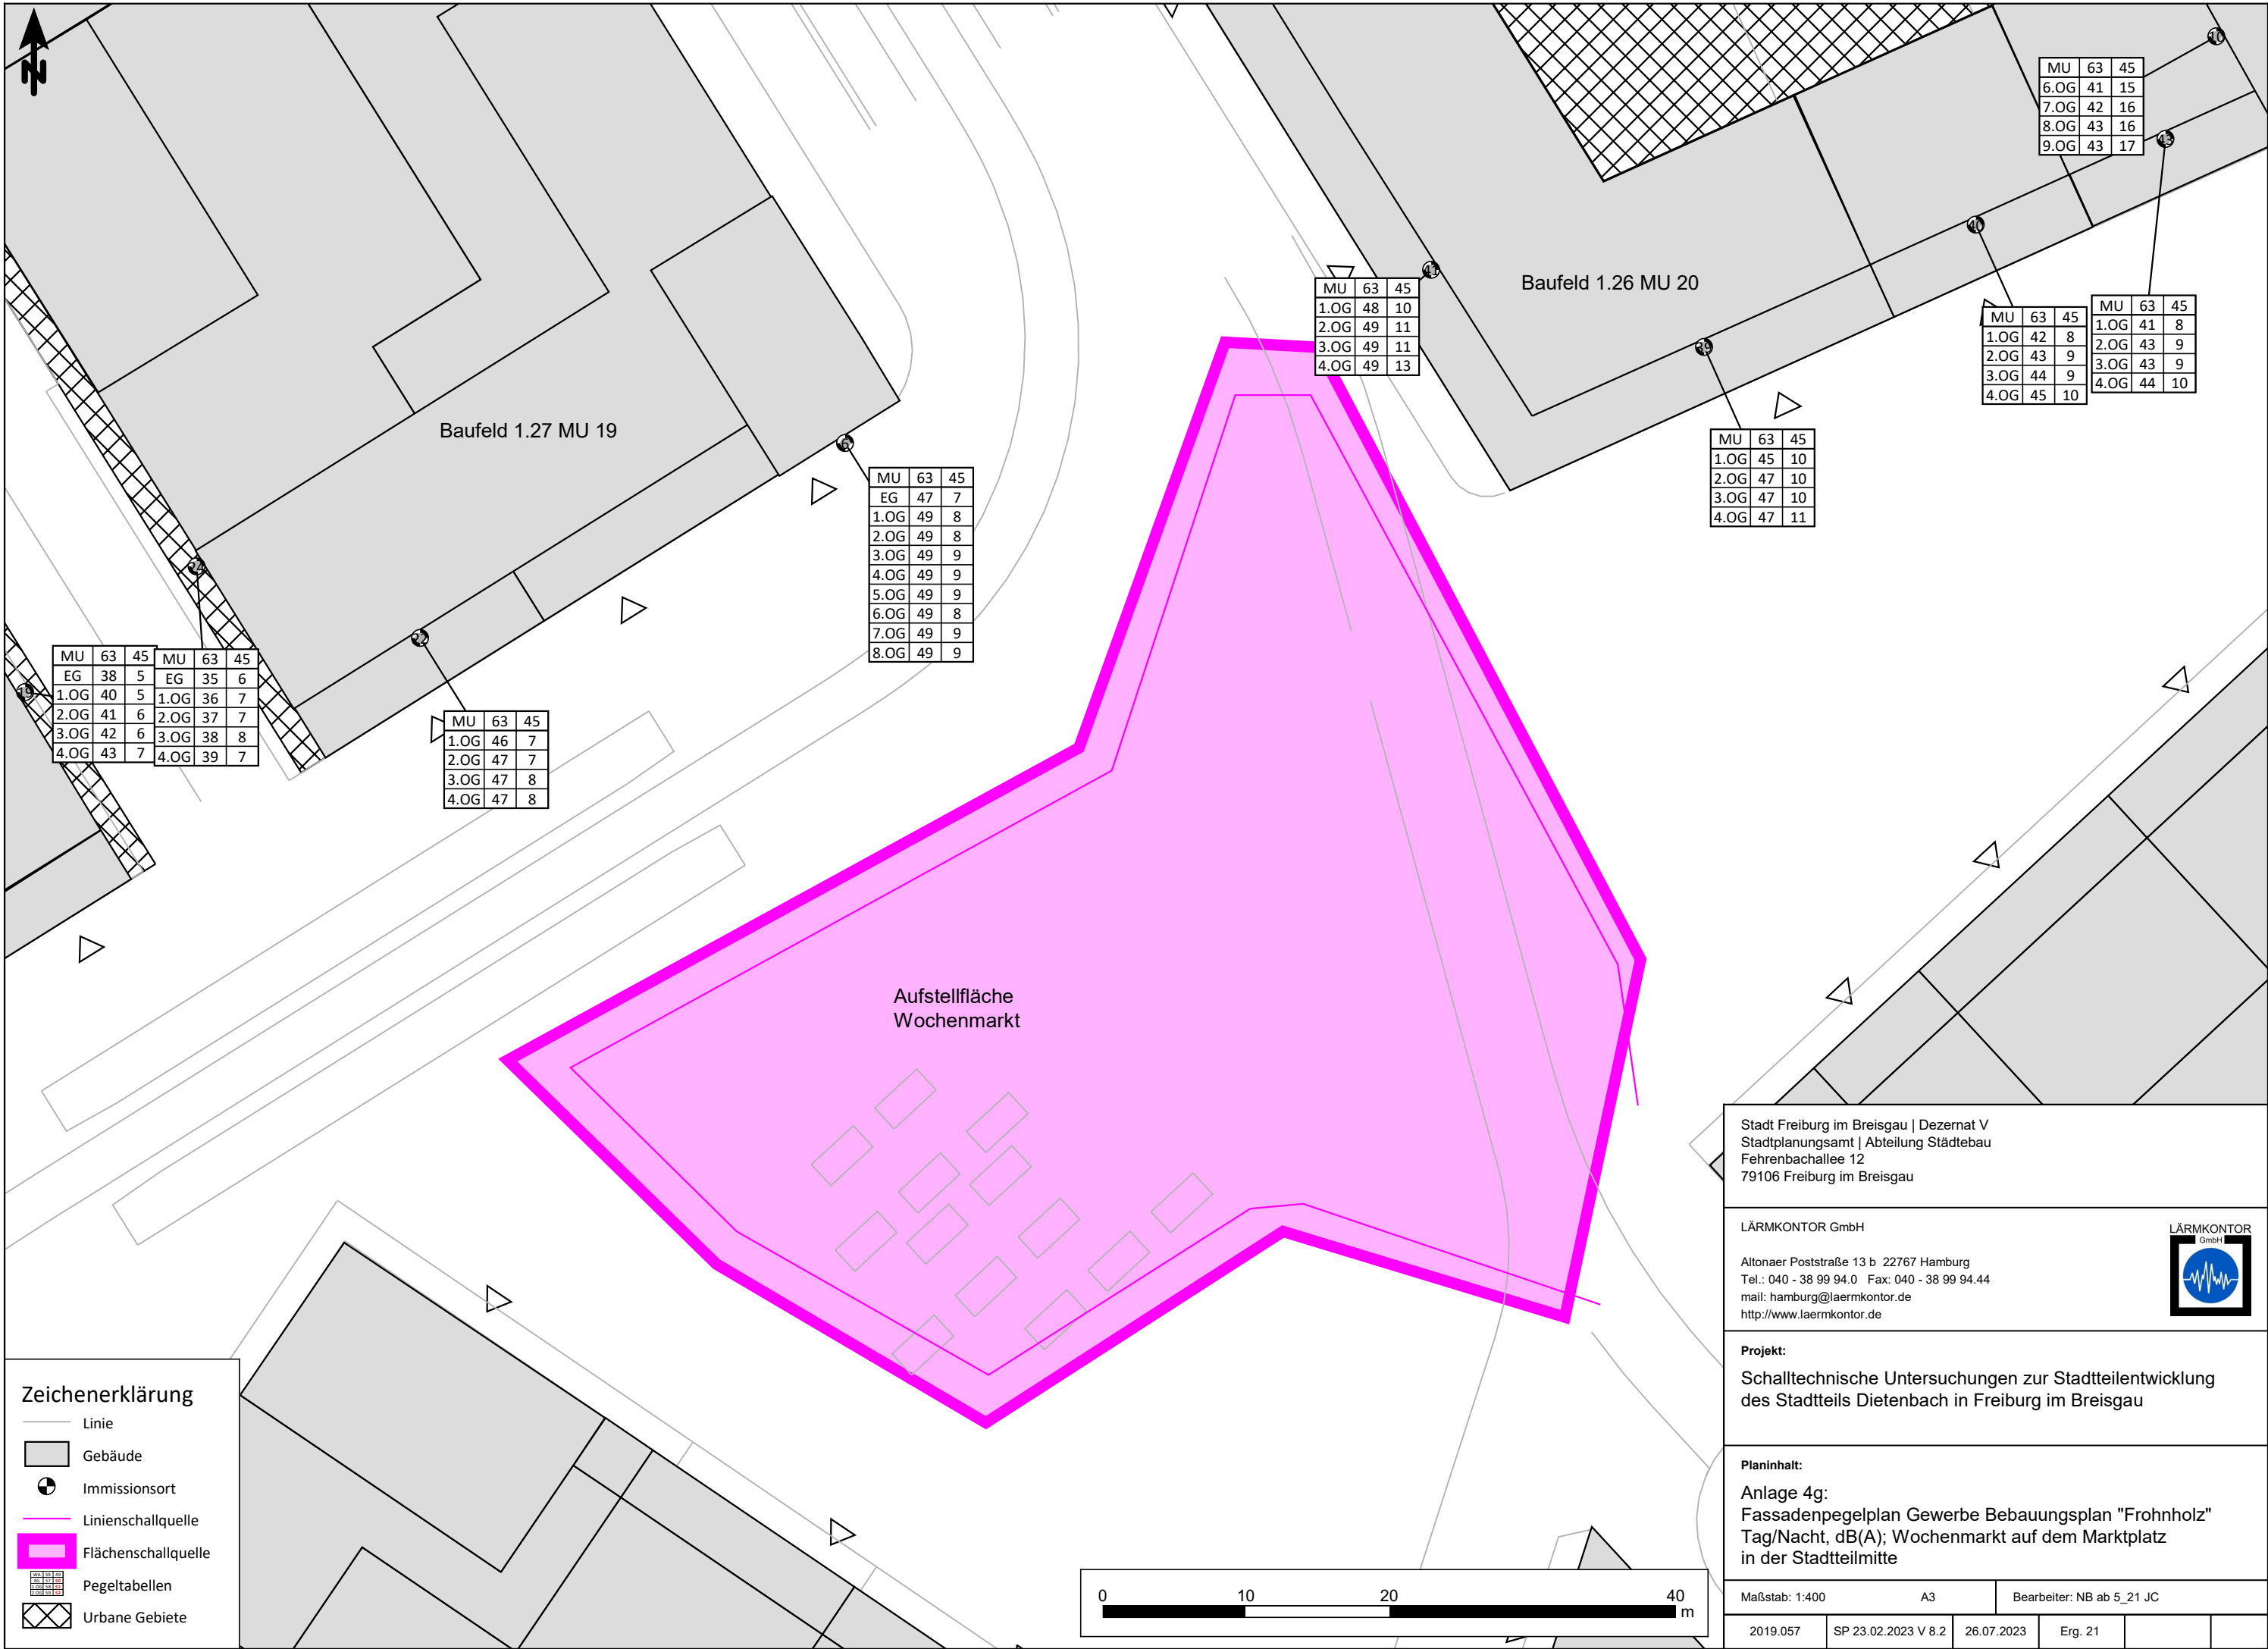 N
10
MU 63 45
6.OG 41 15
7.OG 42 16
8.OG 43 16
9.OG 43 17
43
40
41
Baufeld 1.26 MU 20
MU 63 45
1.OG 48 10
2.OG 49 11
3.OG 49 11
4.OG 49 13
39
MU 63 45
1.OG 42 8
2.OG 43 9
3.OG 44 9
4.OG 45 10
MU 63 45
1.OG 41 8
2.OG 43 9
3.OG 43 9
4.OG 44 10
Baufeld 1.27 MU 19
6
MU 63 45
1.OG 45 10
2.OG 47 10
3.OG 47 10
4.OG 47 11
MU 63 45
EG 47 7
1.OG 49 8
2.OG 49 8
3.OG 49 9
4.OG 49 9
5.OG 49 9
6.OG 49 8
7.OG 49 9
8.OG 49 9
24
22
19
MU 63 45
EG 38 5
1.OG 40 5
2.OG 41 6
3.OG 42 6
4.OG 43 7
MU 63 45
EG 35 6
1.OG 36 7
2.OG 37 7
3.OG 38 8
4.OG 39 7
MU 63 45
1.OG 46 7
2.OG 47 7
3.OG 47 8
4.OG 47 8
Aufstellfläche
Wochenmarkt
Zeichenerklärung
Linie
Gebäude
Immissionsort
Linienschallquelle
Flächenschallquelle
Pegeltabellen
Urbane Gebiete
0 10 20 40
m
Stadt Freiburg im Breisgau | Dezernat V
Stadtplanungsamt | Abteilung Städtebau
Fehrenbachallee 12
79106 Freiburg im Breisgau
LÄRMKONTOR GmbH
Altonaer Poststraße 13 b 22767 Hamburg
Tel.: 040 - 38 99 94.0 Fax: 040 - 38 99 94.44
mail: hamburg@laermkontor.de
http://www.laermkontor.de
LÄRMKONTOR
GmbH
Projekt:
Schalltechnische Untersuchungen zur Stadtteilentwicklung
des Stadtteils Dietenbach in Freiburg im Breisgau
Planinhalt:
Anlage 4g:
Fassadenpegelplan Gewerbe Bebauungsplan "Frohnholz"
Tag/Nacht, dB(A); Wochenmarkt auf dem Marktplatz
in der Stadtteilmitte
Maßstab: 1:400 A3 Bearbeiter: NB ab 5_21 JC
2019.057 SP 23.02.2023 V 8.2 26.07.2023 Erg. 21